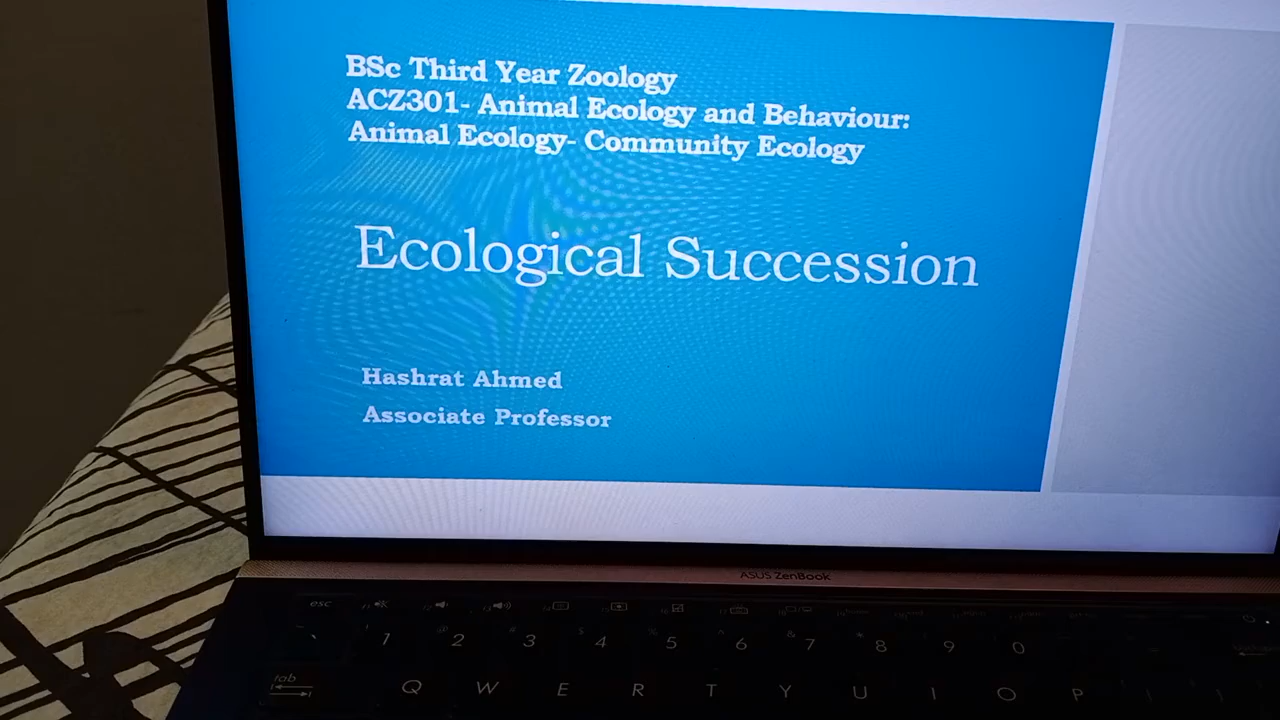 BSc Third Year Zoology
ACZ301- Animal Ecology and Behaviour:
Animal Ecology- Community Ecology
Ecological Succession
Hashrat Ahmed
Associate Professor
ASUS ZenBook
esc
1 2 3 4 5 6 7 8 9 0
tab
Q W E R T Y U I O P